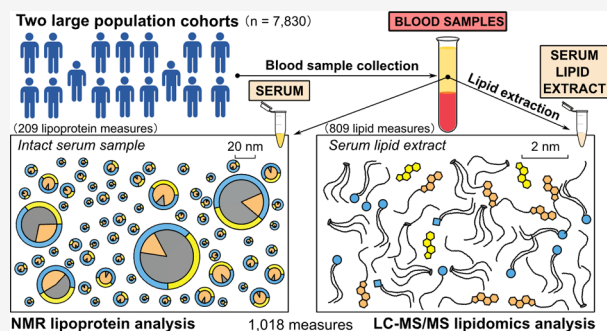 Two large population cohorts (n = 7,830)
BLOOD SAMPLES
Blood sample collection
SERUM
Lipid extraction
SERUM
LIPID
EXTRACT
(209 lipoprotein measures)
(809 lipid measures)
Intact serum sample
20 nm
Serum lipid extract
2 nm
NMR lipoprotein analysis
1,018 measures
LC-MS/MS lipidomics analysis